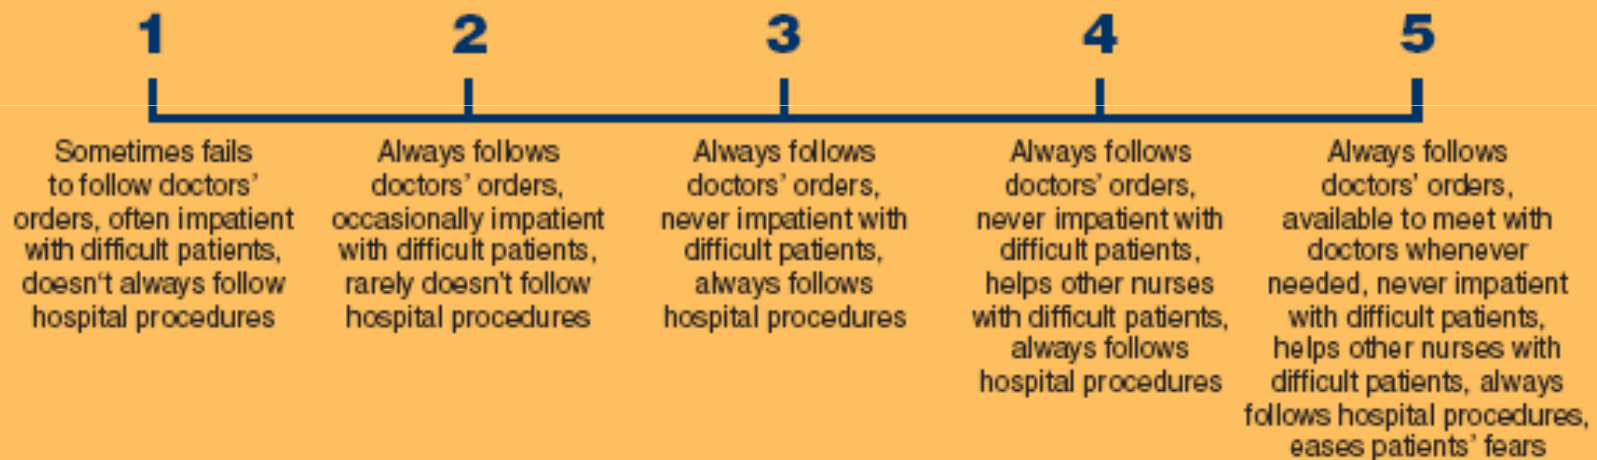 1
2
3
4
5
Sometimes fails
to follow doctors’
orders, often impatient
with difficult patients,
doesn‘t always follow
hospital procedures
Always follows
doctors’ orders,
occasionally impatient
with difficult patients,
rarely doesn’t follow
hospital procedures
Always follows
doctors’ orders,
never impatient with
difficult patients,
always follows
hospital procedures
Always follows
doctors’ orders,
never impatient with
difficult patients,
helps other nurses
with difficult patients,
always follows
hospital procedures
Always follows
doctors’ orders,
available to meet with
doctors whenever
needed, never impatient
with difficult patients,
helps other nurses with
difficult patients, always
follows hospital procedures,
eases patients’ fears